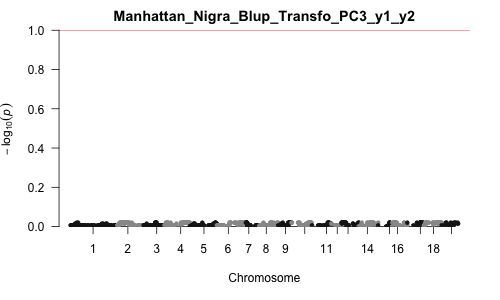 Manhattan_Nigra_Blup_Transfo_PC3_y1_y2
1.0
0.8
0.6
0.4
0.2
0.0
− log10(p)
1 2 3 4 5 6 7 8 9 11 14 16 18
Chromosome